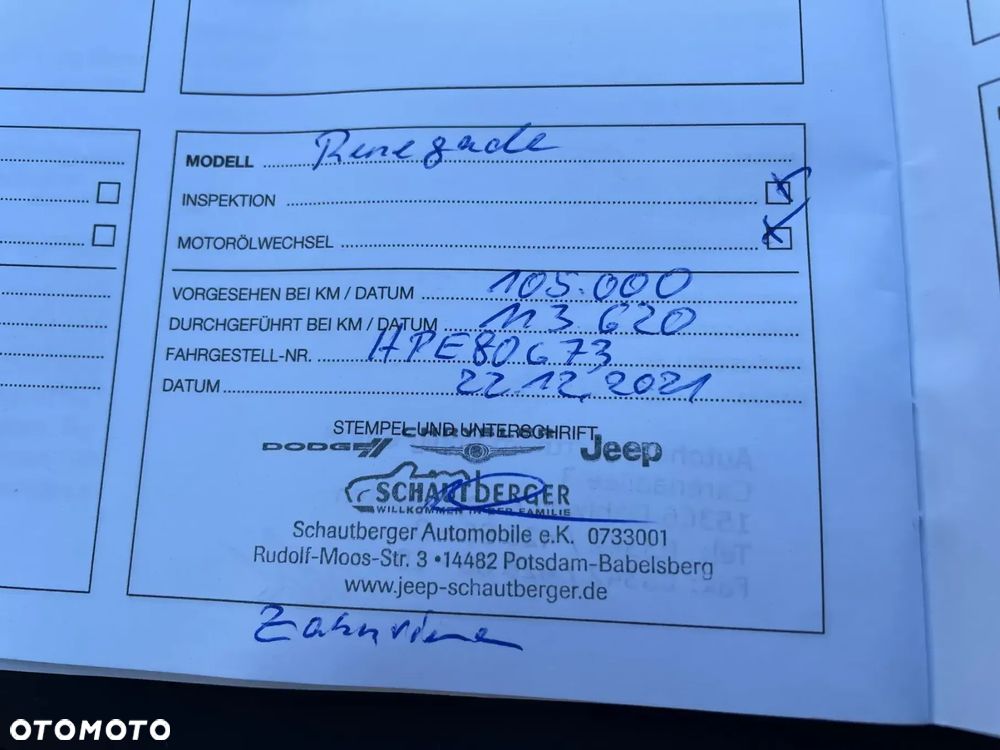 MODELL Renegade
INSPEKTION
MOTORÖLWECHSEL
VORGESEHEN BEI KM / DATUM 105.000
DURCHGEFÜHRT BEI KM / DATUM 113 620
FAHRGESTELL-NR. HPE80673
DATUM 22.12.2021
STEMPEL UND UNTERSCHRIFT
DODGE CHRYSLER Jeep
SCHAUTBERGER
WILLKOMMEN IN DER FAMILIE
Schautberger Automobile e.K. 0733001
Rudolf-Moos-Str. 3 • 14482 Potsdam-Babelsberg
www.jeep-schautberger.de
Zahnriemen
OTOMOTO